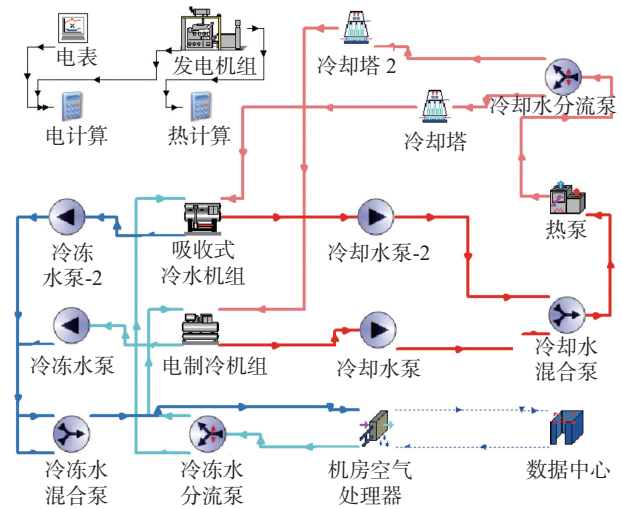 电表
发电机组
冷却塔 2
冷却水分流泵
电计算
热计算
冷却塔
热泵
冷冻
水泵-2
吸收式
冷水机组
冷却水泵-2
冷冻水泵
电制冷机组
冷却水泵
冷却水
混合泵
冷冻水
混合泵
冷冻水
分流泵
机房空气
处理器
数据中心